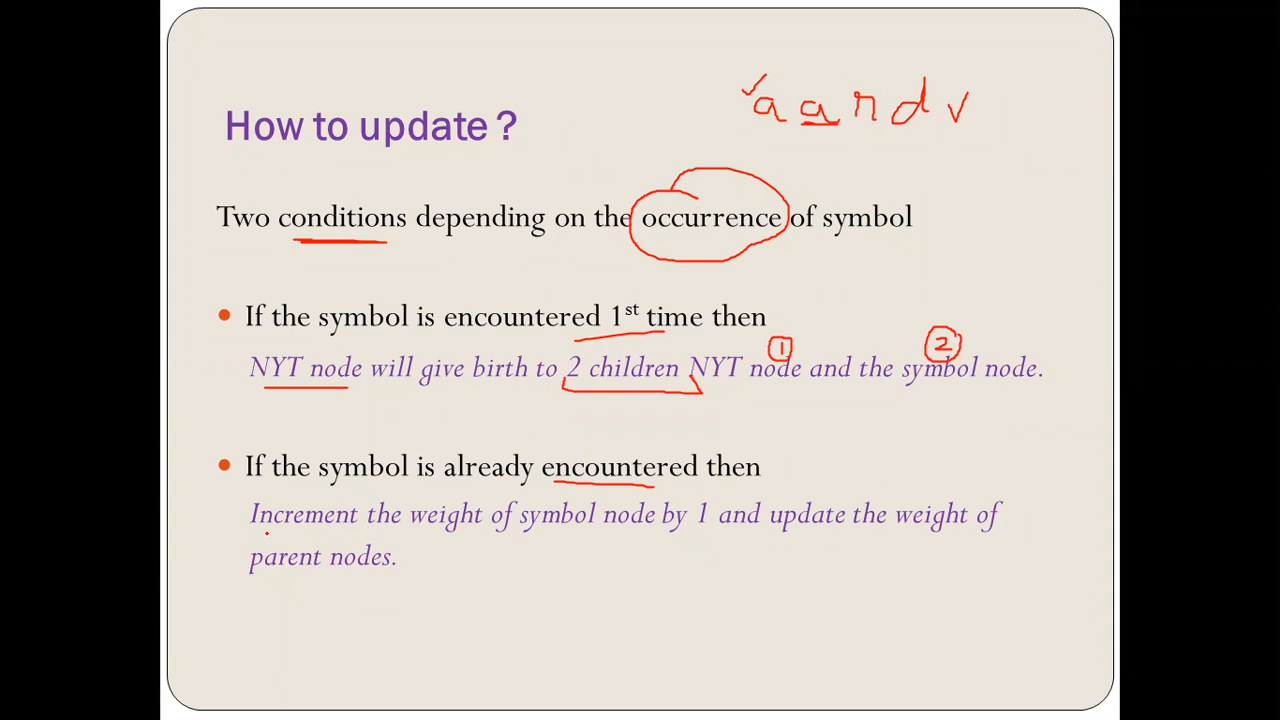 a a r d v
How to update ?
Two conditions depending on the occurrence of symbol
• If the symbol is encountered 1st time then
1 2
NYT node will give birth to 2 children NYT node and the symbol node.
• If the symbol is already encountered then
Increment the weight of symbol node by 1 and update the weight of
parent nodes.